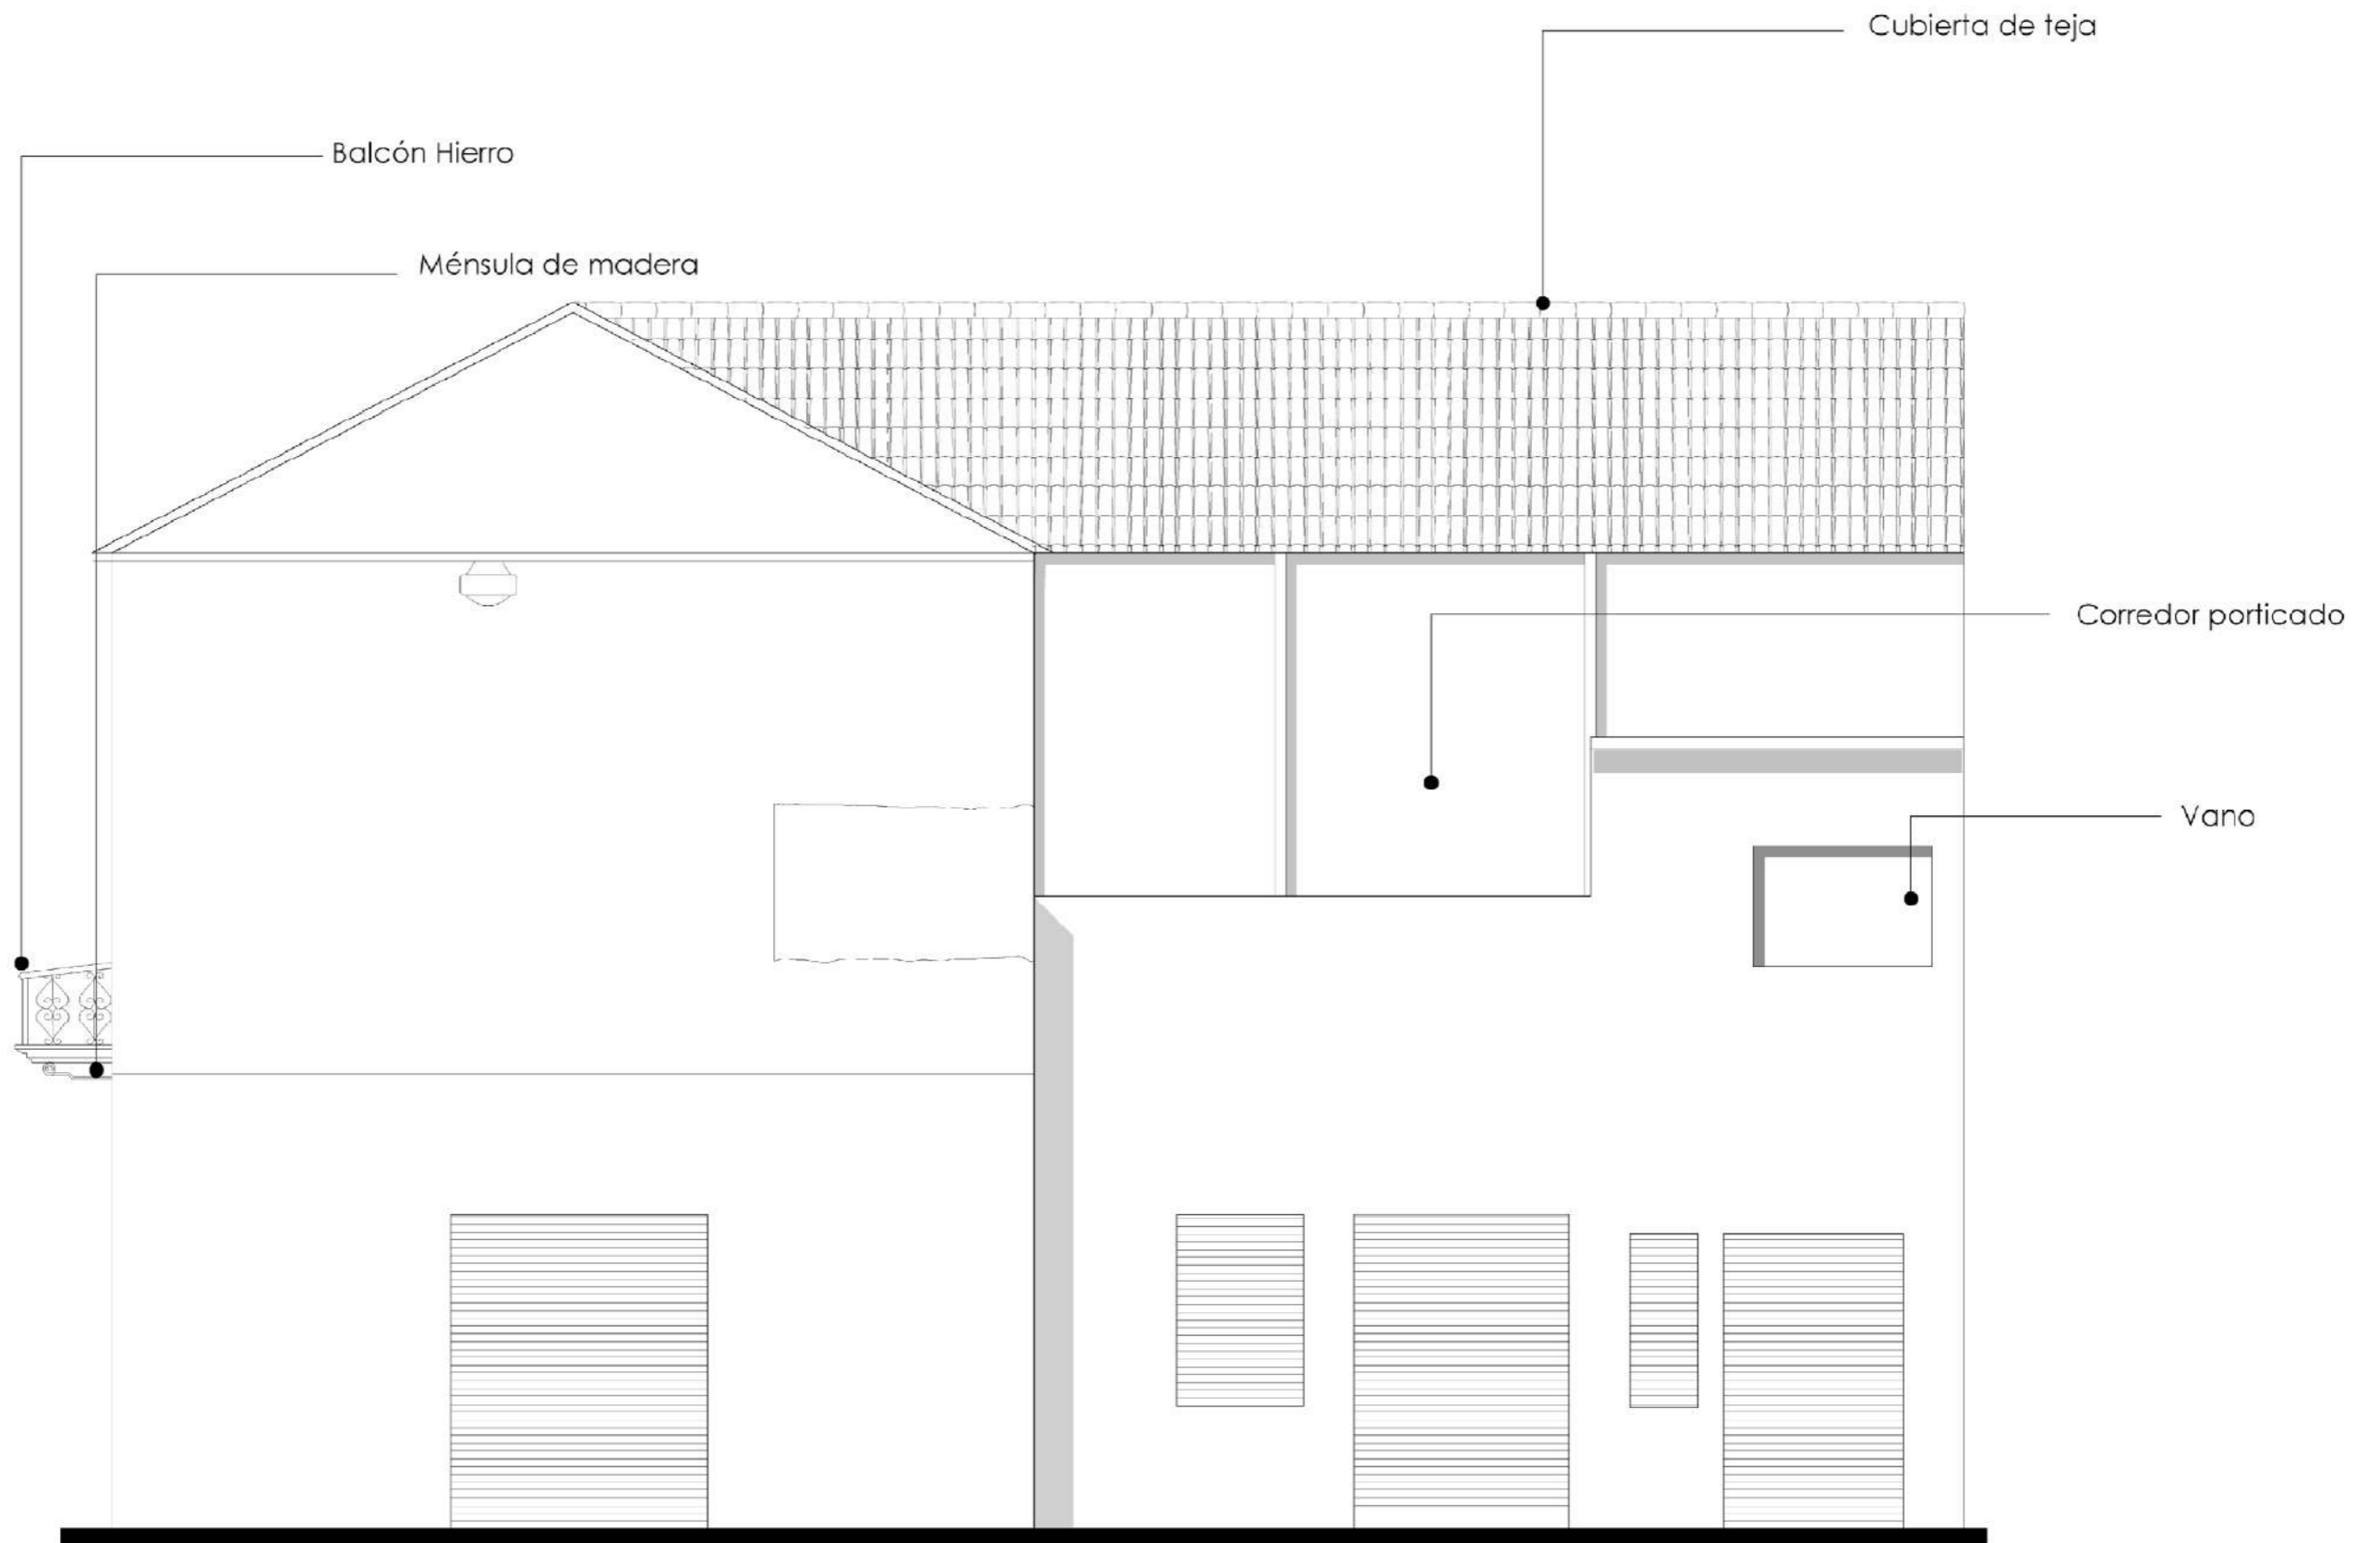 Cubierta de teja
Balcón Hierro
Ménsula de madera
Corredor porticado
Vano